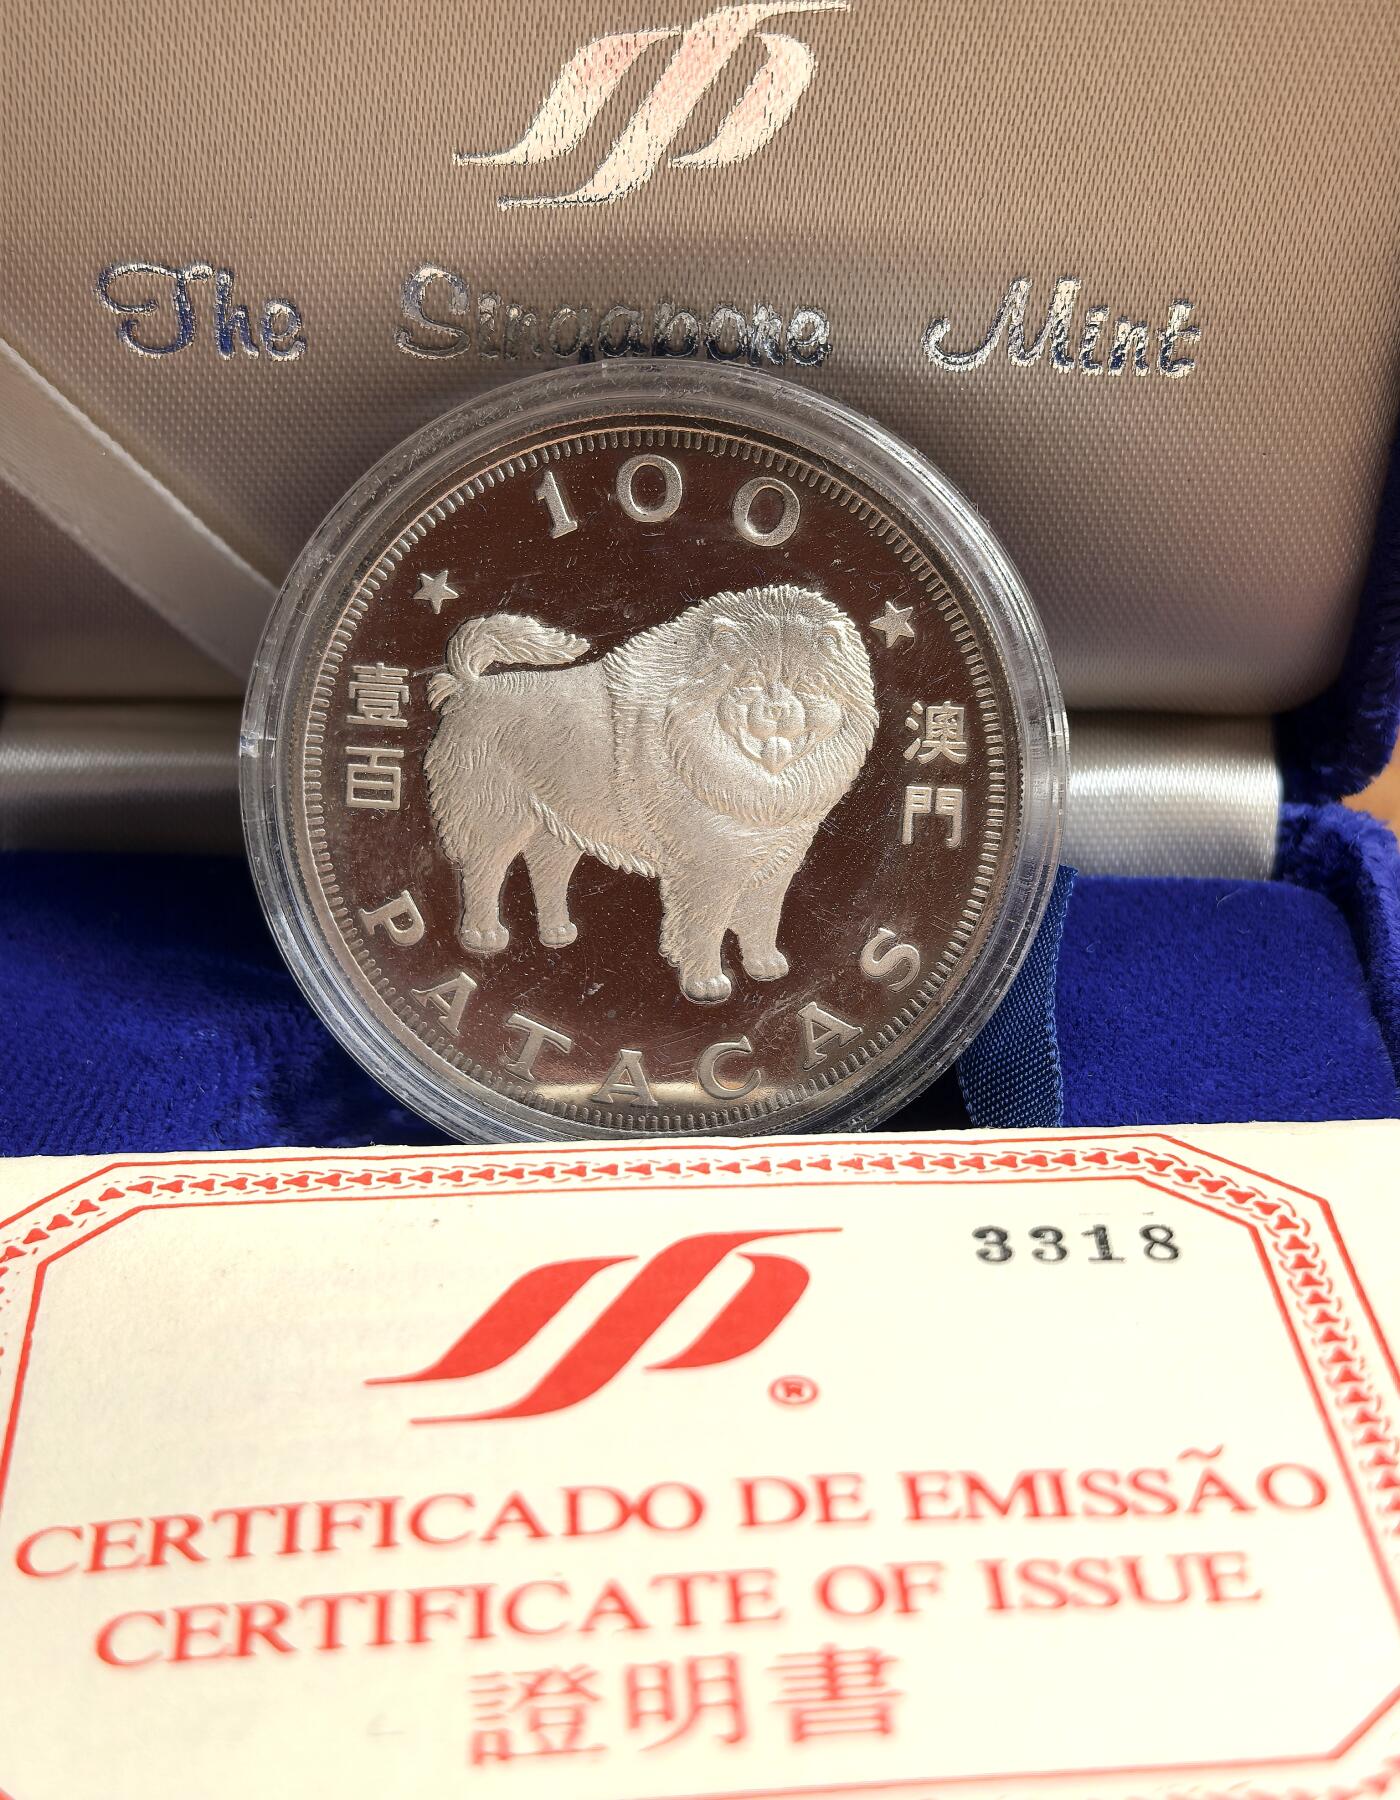 The Singapore Mint
100
壹百
澳門
PATACAS
3318
®
CERTIFICADO DE EMISSÃO
CERTIFICATE OF ISSUE
證明書